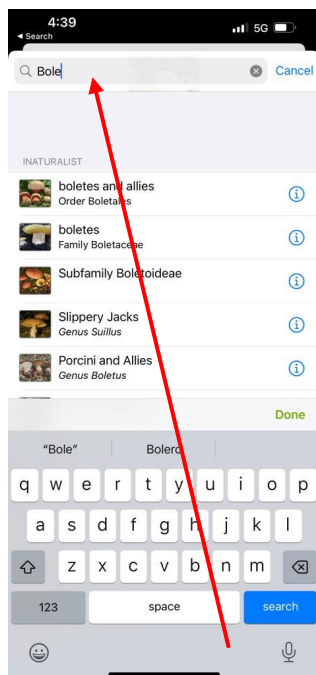 4:39
5G
◀ Search
Bole
Cancel
INATURALIST
boletes and allies
Order Boletales
boletes
Family Boletaceae
Subfamily Boletoideae
Slippery Jacks
Genus Suillus
Porcini and Allies
Genus Boletus
Done
“Bole”
Bolero
q w e r t y u i o p
a s d f g h j k l
z x c v b n m
123 space search